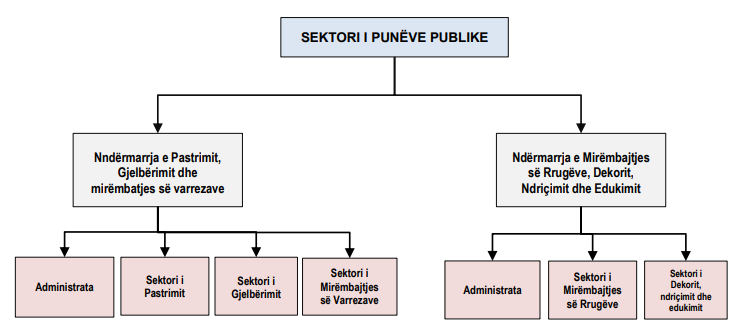 SEKTORI I PUNËVE PUBLIKE
Nndërmarrja e Pastrimit,
Gjelbërimit dhe
mirëmbatjes së varrezave
Ndërmarrja e Mirëmbajtjes
së Rrugëve, Dekorit,
Ndriçimit dhe Edukimit
Administrata
Sektori i
Pastrimit
Sektori i
Gjelbërimit
Sektori i
Mirëmbajtjes
së Varrezave
Administrata
Sektori i
Mirëmbajtjes
së Rrugëve
Sektori i
Dekorit,
ndriçimit dhe
edukimit